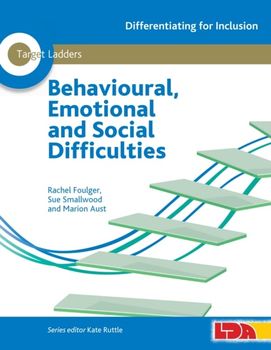 Differentiating for Inclusion
Target Ladders
Behavioural,
Emotional
and Social
Difficulties
Rachel Foulger,
Sue Smallwood
and Marion Aust
Series editor Kate Ruttle
LDA